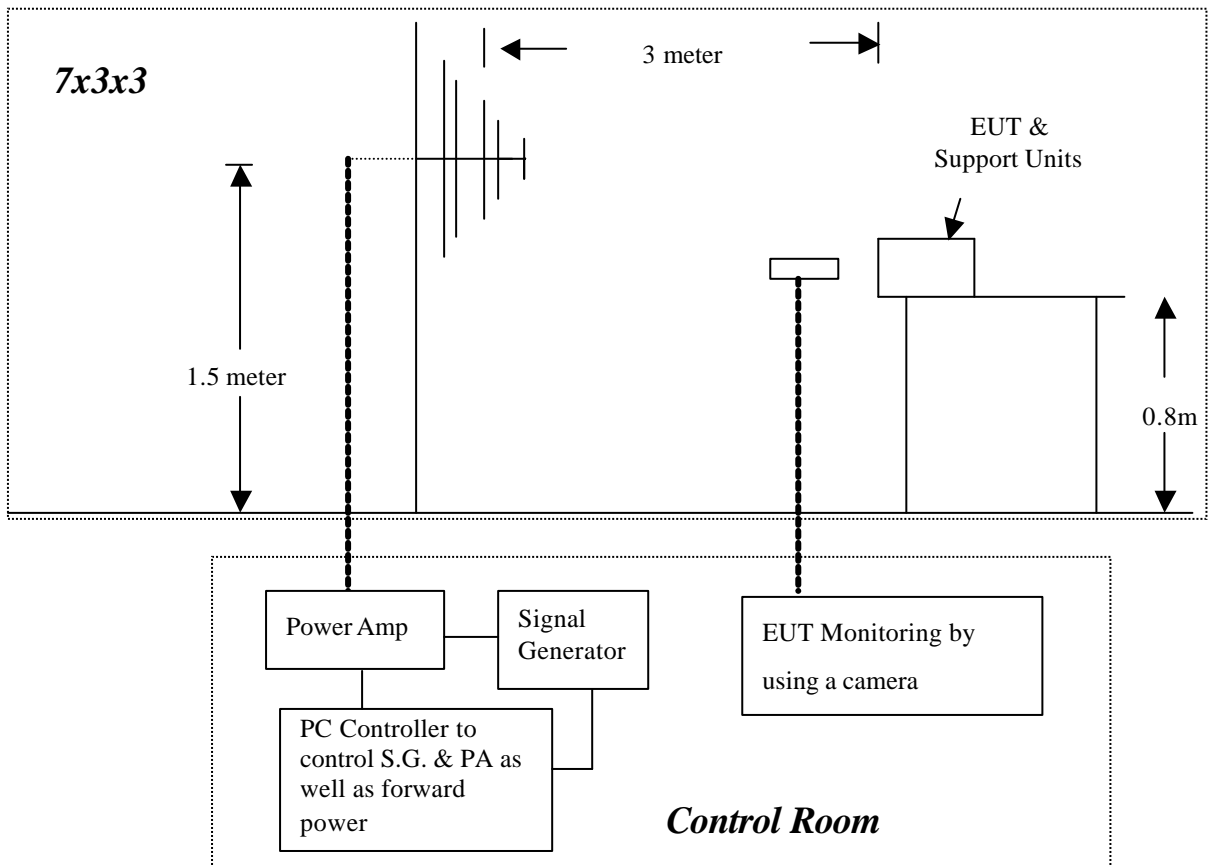 3 meter
7x3x3
EUT &
Support Units
1.5 meter
0.8m
Power Amp
Signal
Generator
EUT Monitoring by
using a camera
PC Controller to
control S.G. & PA as
well as forward
power
Control Room